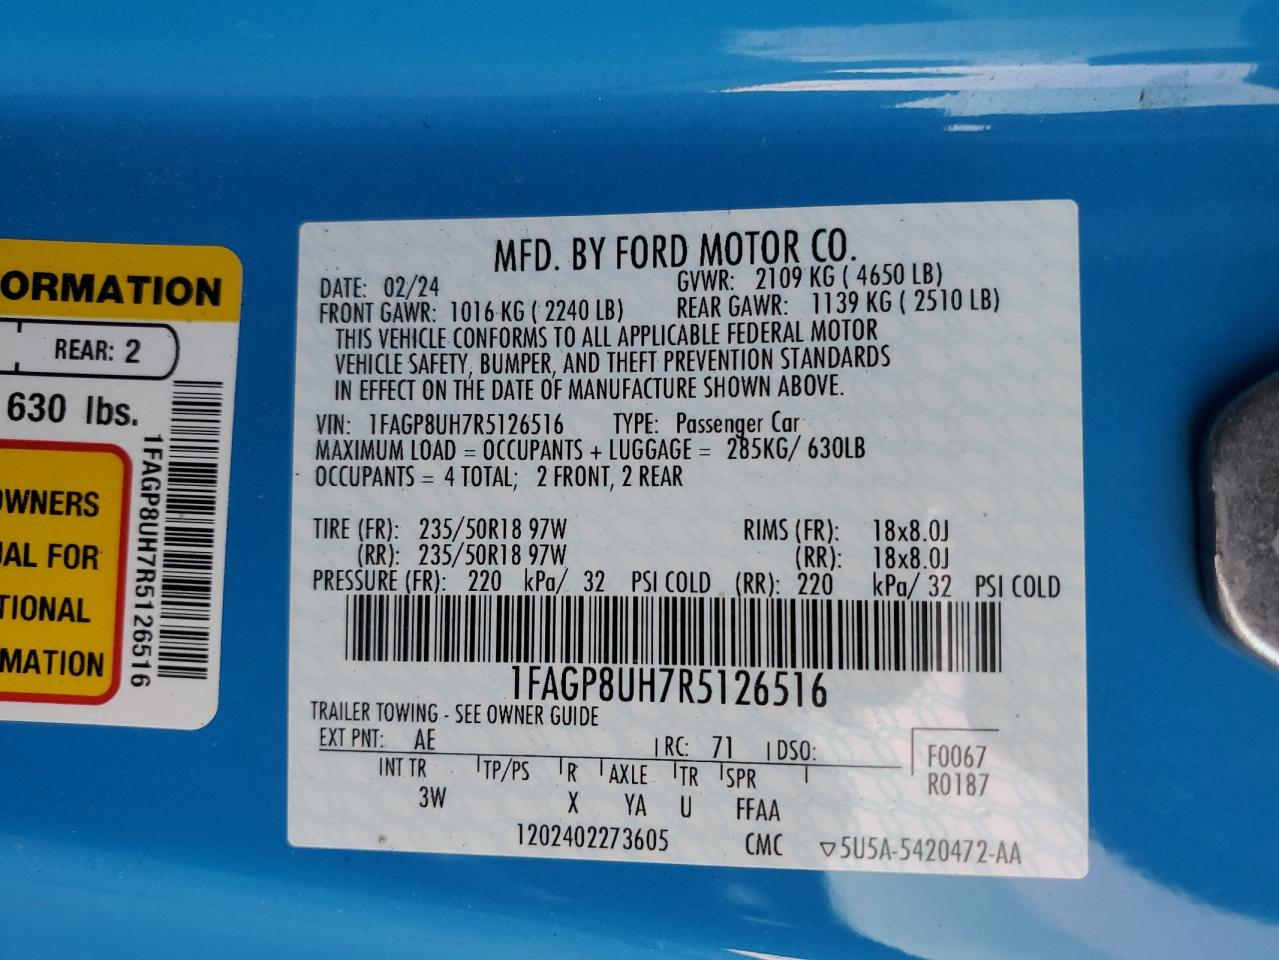 ORMATION
REAR: 2
630 lbs.
OWNERS
UAL FOR
TIONAL
MATION
1FAGP8UH7R5126516
MFD. BY FORD MOTOR CO.
DATE: 02/24 GVWR: 2109 KG ( 4650 LB)
FRONT GAWR: 1016 KG ( 2240 LB) REAR GAWR: 1139 KG ( 2510 LB)
THIS VEHICLE CONFORMS TO ALL APPLICABLE FEDERAL MOTOR
VEHICLE SAFETY, BUMPER, AND THEFT PREVENTION STANDARDS
IN EFFECT ON THE DATE OF MANUFACTURE SHOWN ABOVE.
VIN: 1FAGP8UH7R5126516 TYPE: Passenger Car
MAXIMUM LOAD = OCCUPANTS + LUGGAGE = 285KG/ 630LB
OCCUPANTS = 4 TOTAL; 2 FRONT, 2 REAR
TIRE (FR): 235/50R18 97W RIMS (FR): 18x8.0J
(RR): 235/50R18 97W (RR): 18x8.0J
PRESSURE (FR): 220 kPa/ 32 PSI COLD (RR): 220 kPa/ 32 PSI COLD
1FAGP8UH7R5126516
TRAILER TOWING - SEE OWNER GUIDE
EXT PNT: AE RC: 71 DSO: F0067
INT TR TP/PS R AXLE TR SPR R0187
3W X YA U FFAA
1202402273605 CMC ▽5U5A-5420472-AA